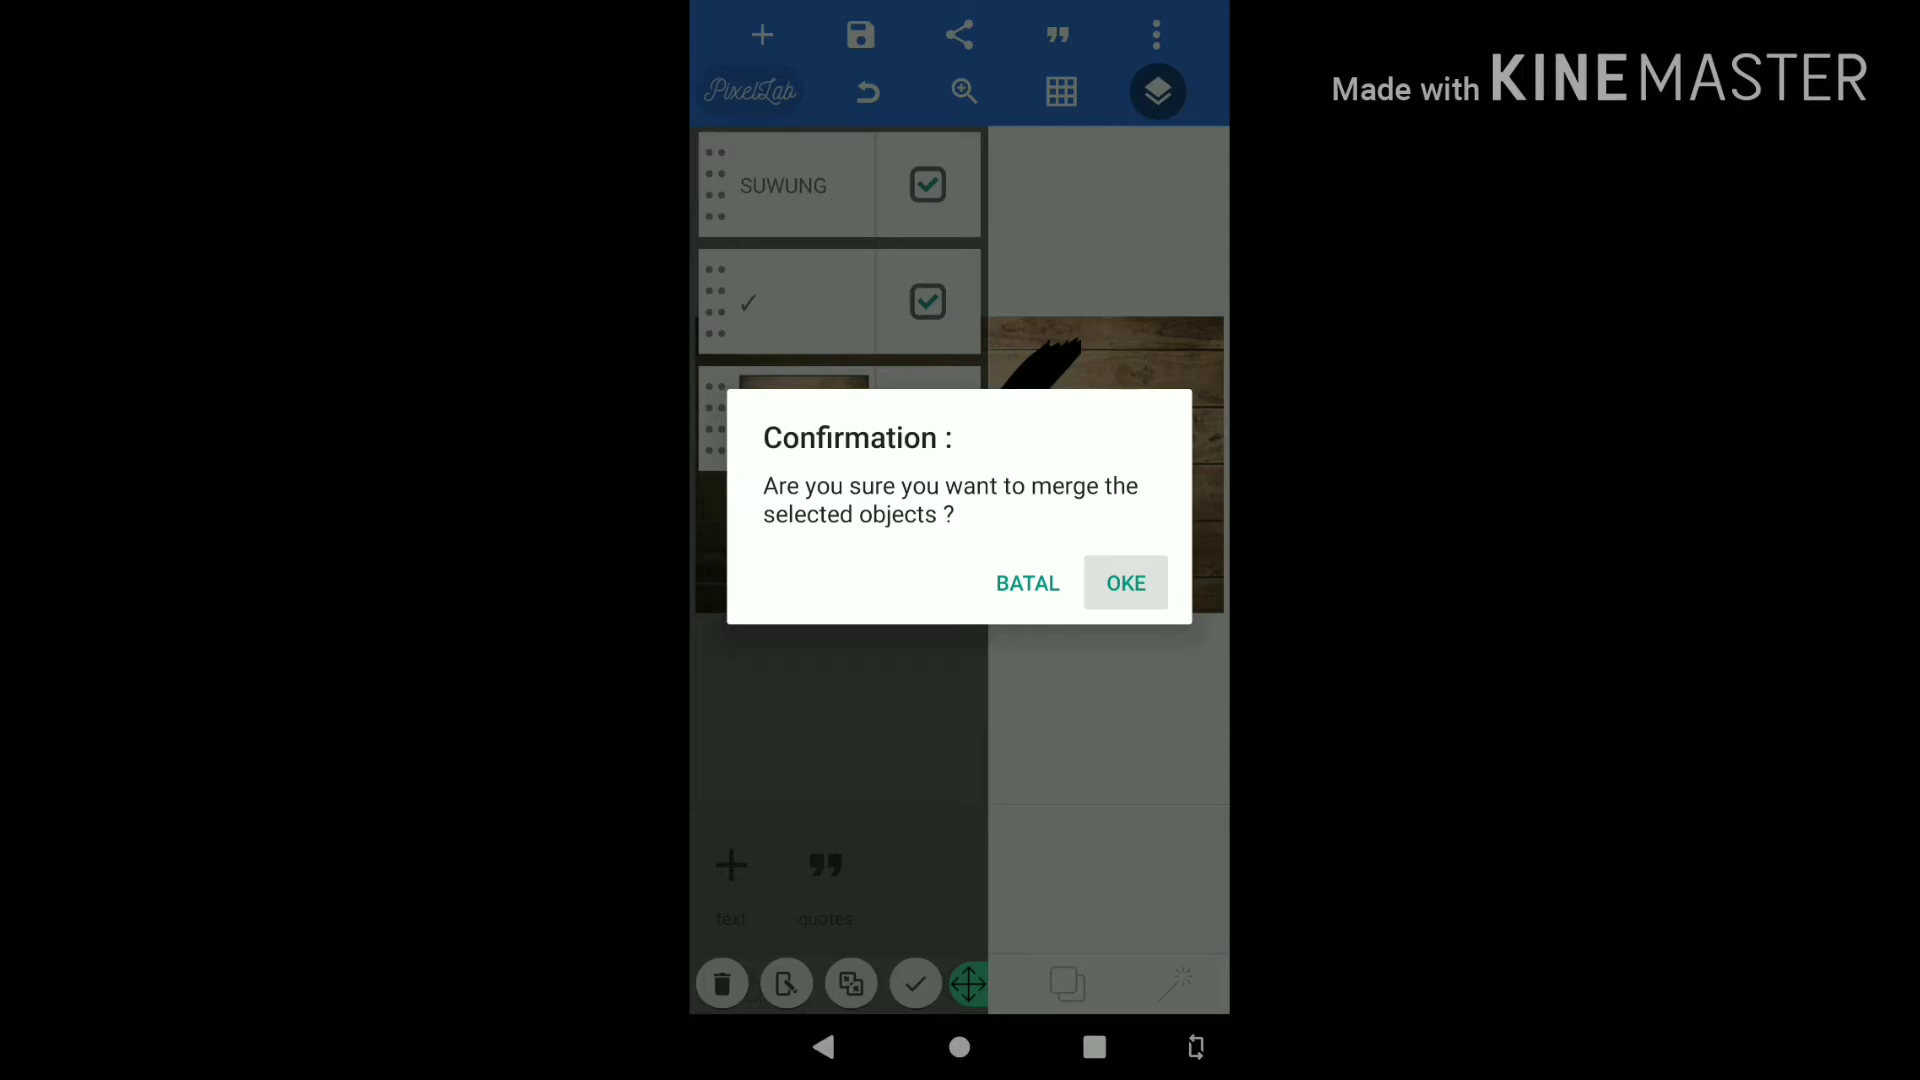 Made with KINEMASTER
PixelLab
SUWUNG
✓
Confirmation :
Are you sure you want to merge the
selected objects ?
BATAL OKE
text quotes